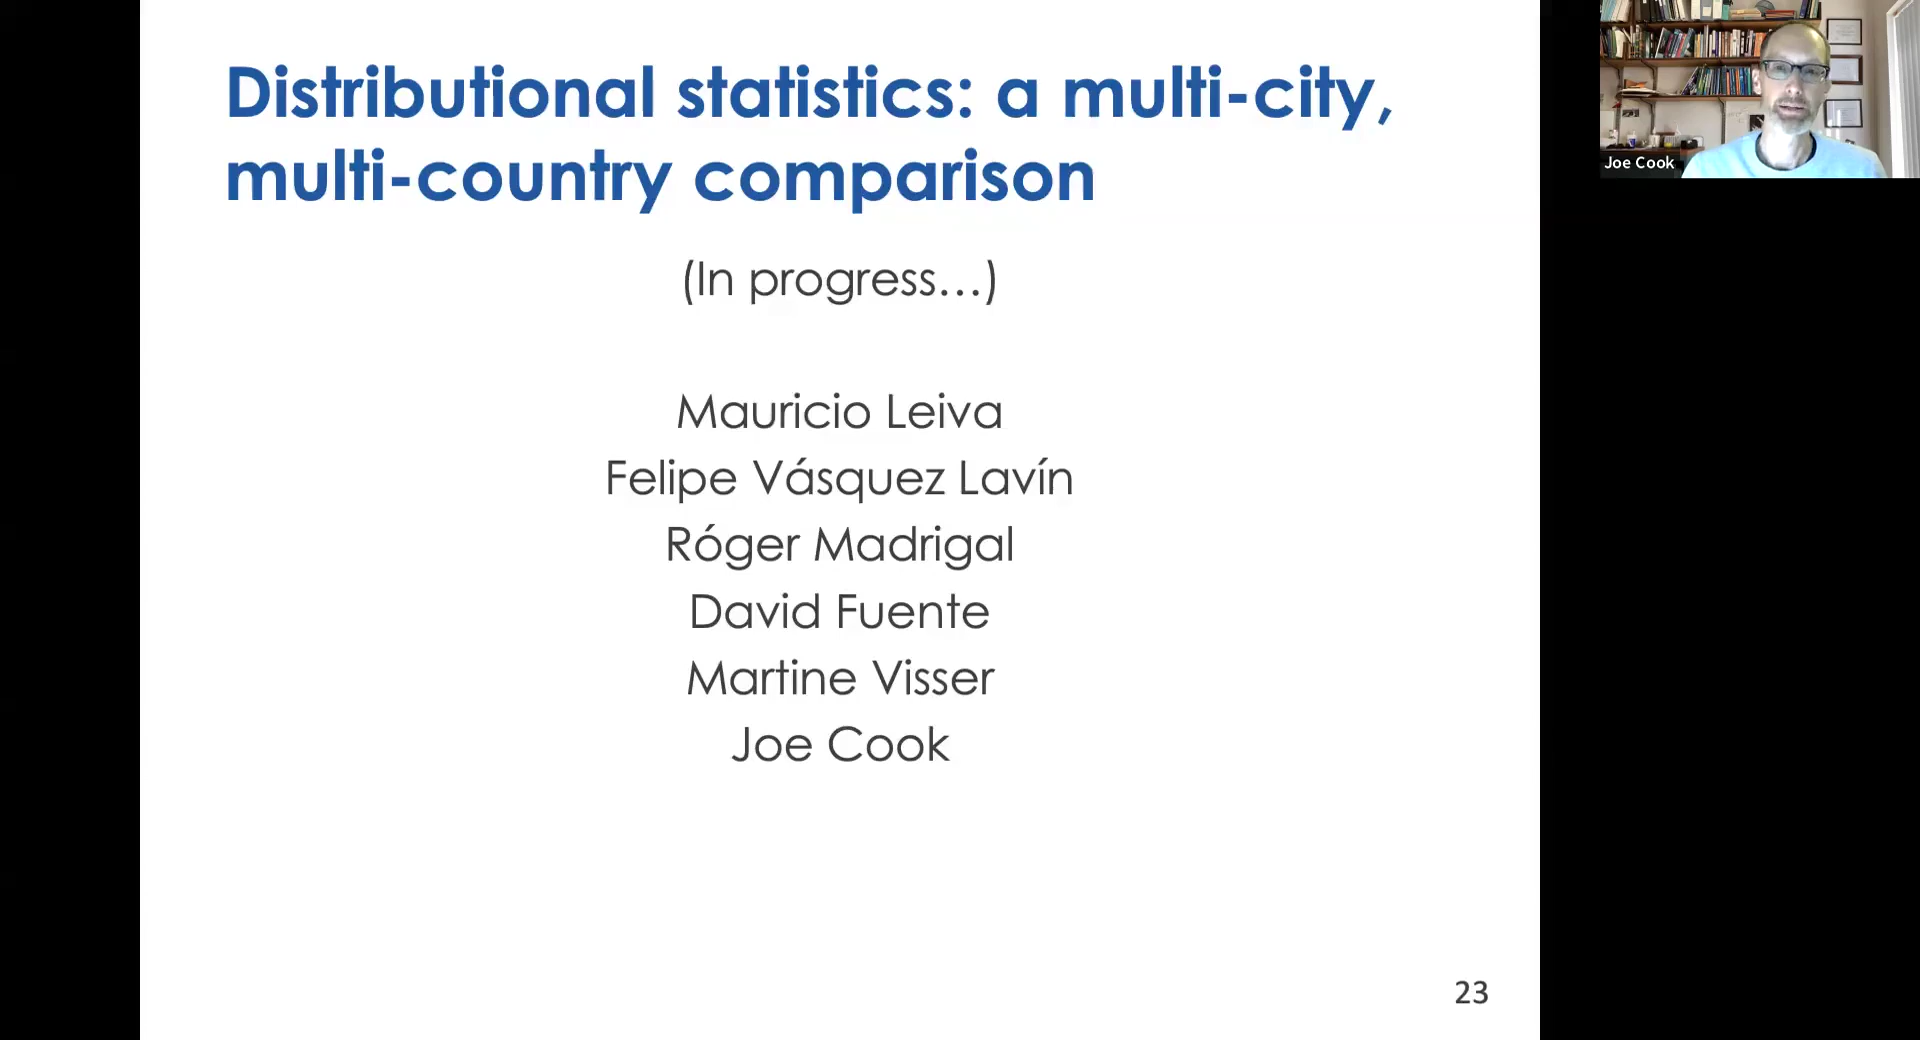 Distributional statistics: a multi-city,
multi-country comparison
(In progress...)
Mauricio Leiva
Felipe Vásquez Lavín
Róger Madrigal
David Fuente
Martine Visser
Joe Cook
23
Joe Cook